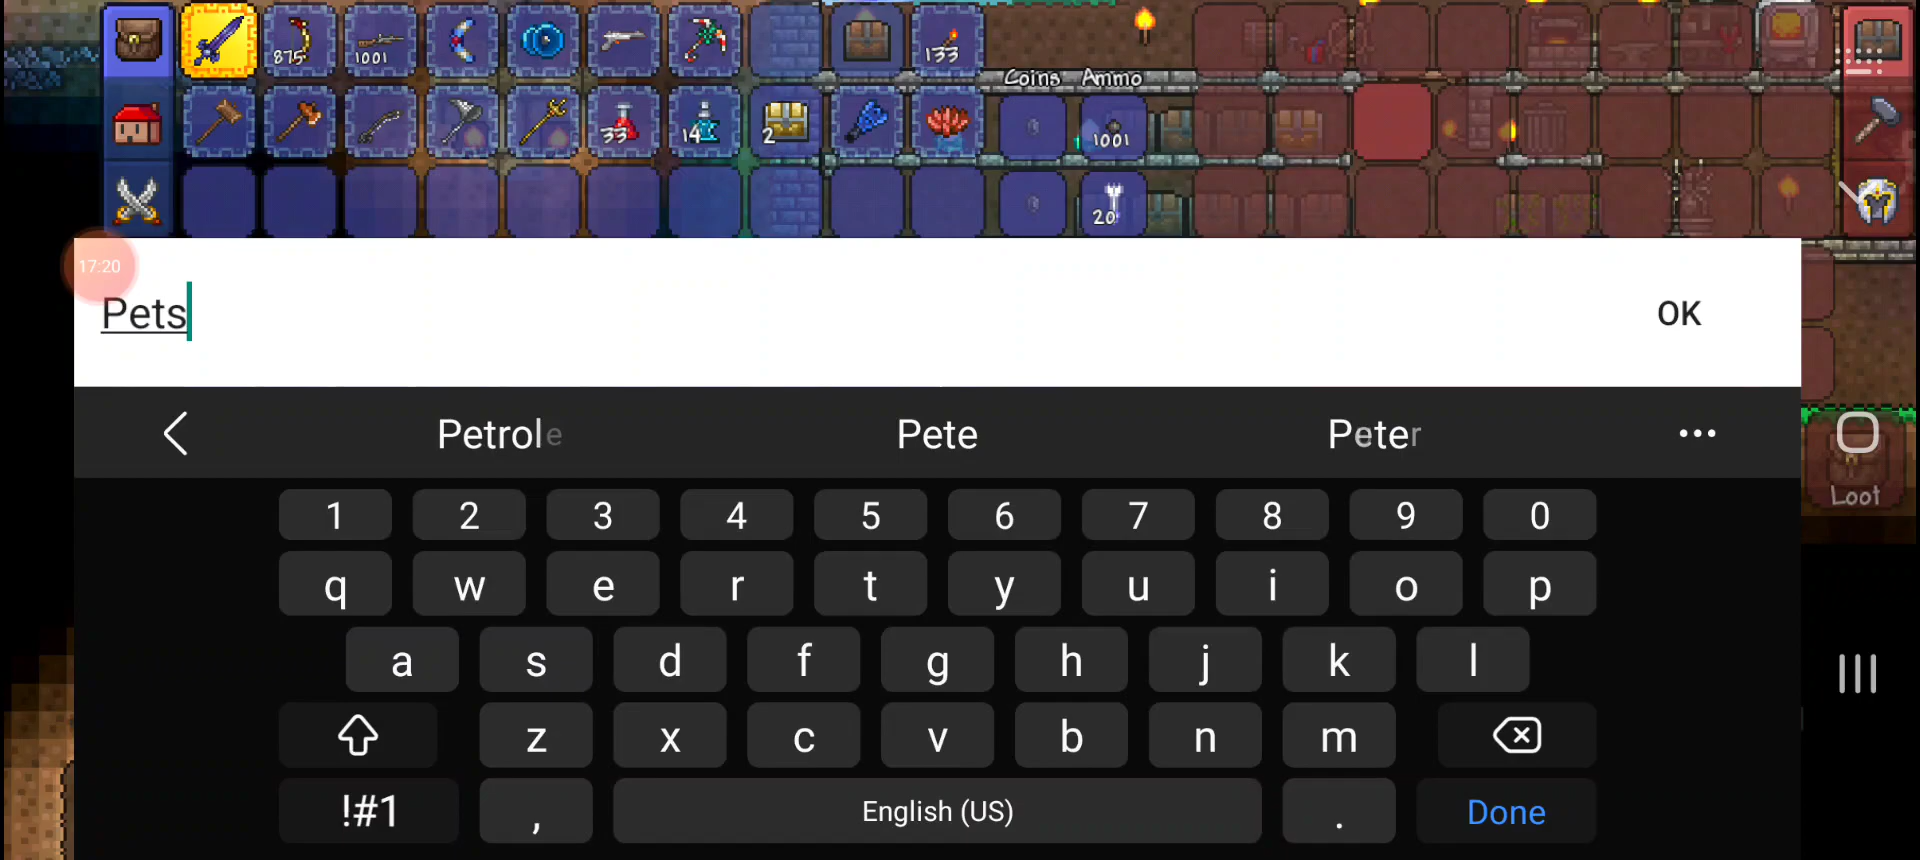 875 1001 133
Coins Ammo
33 14 2 1001
20
17:20
Pets OK
Petrole Pete Peter
1 2 3 4 5 6 7 8 9 0
q w e r t y u i o p
a s d f g h j k l
z x c v b n m
!#1 , English (US) . Done
Loot